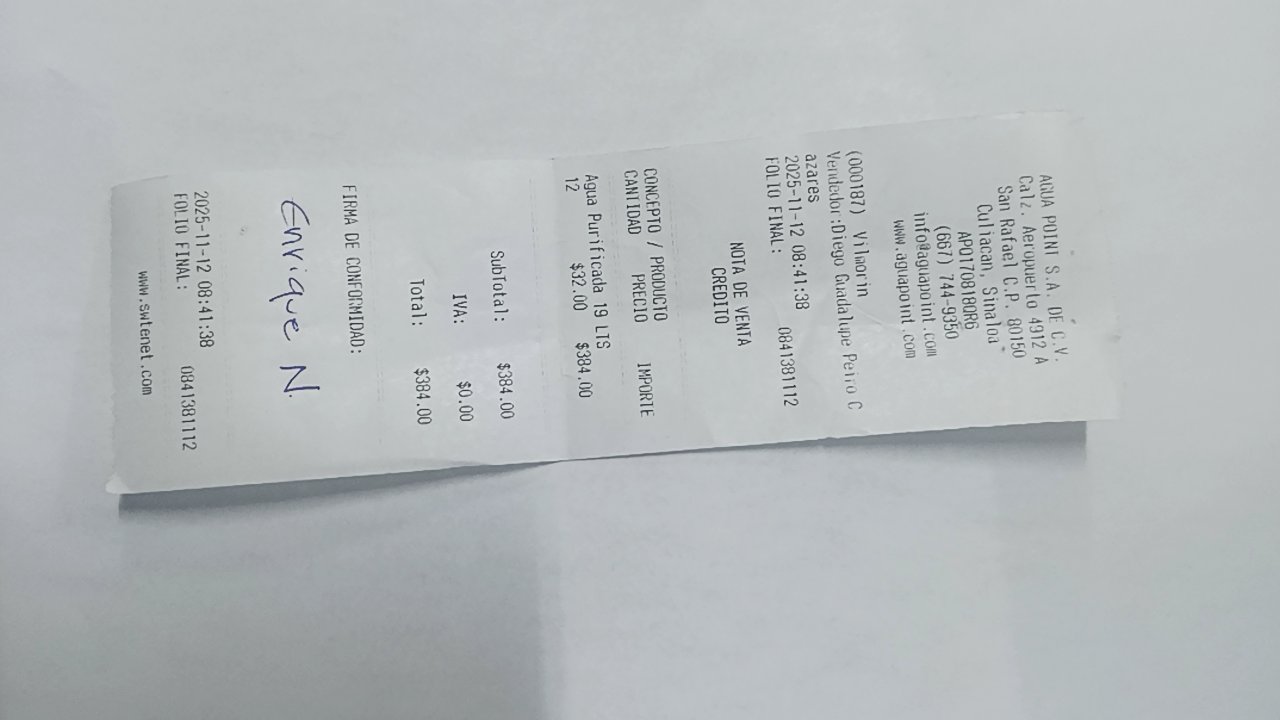 AGUA POINT S.A. DE C.V.
Calz. Aeropuerto 4912 A
San Rafael C.P. 80150
Culiacan, Sinaloa
APO170818QR6
(667) 744-9350
info@aguapoint.com
www.aguapoint.com
(000187) Vilmorin
Vendedor:Diego Guadalupe Peiro C
azares
2025-11-12 08:41:38
FOLIO FINAL: 0841381112
NOTA DE VENTA
CREDITO
CONCEPTO / PRODUCTO
CANTIDAD PRECIO IMPORTE
Agua Purificada 19 LTS
12 $32.00 $384.00
SubTotal: $384.00
IVA: $0.00
Total: $384.00
FIRMA DE CONFORMIDAD:
Enrique N.
2025-11-12 08:41:38
FOLIO FINAL: 0841381112
www.swtenet.com